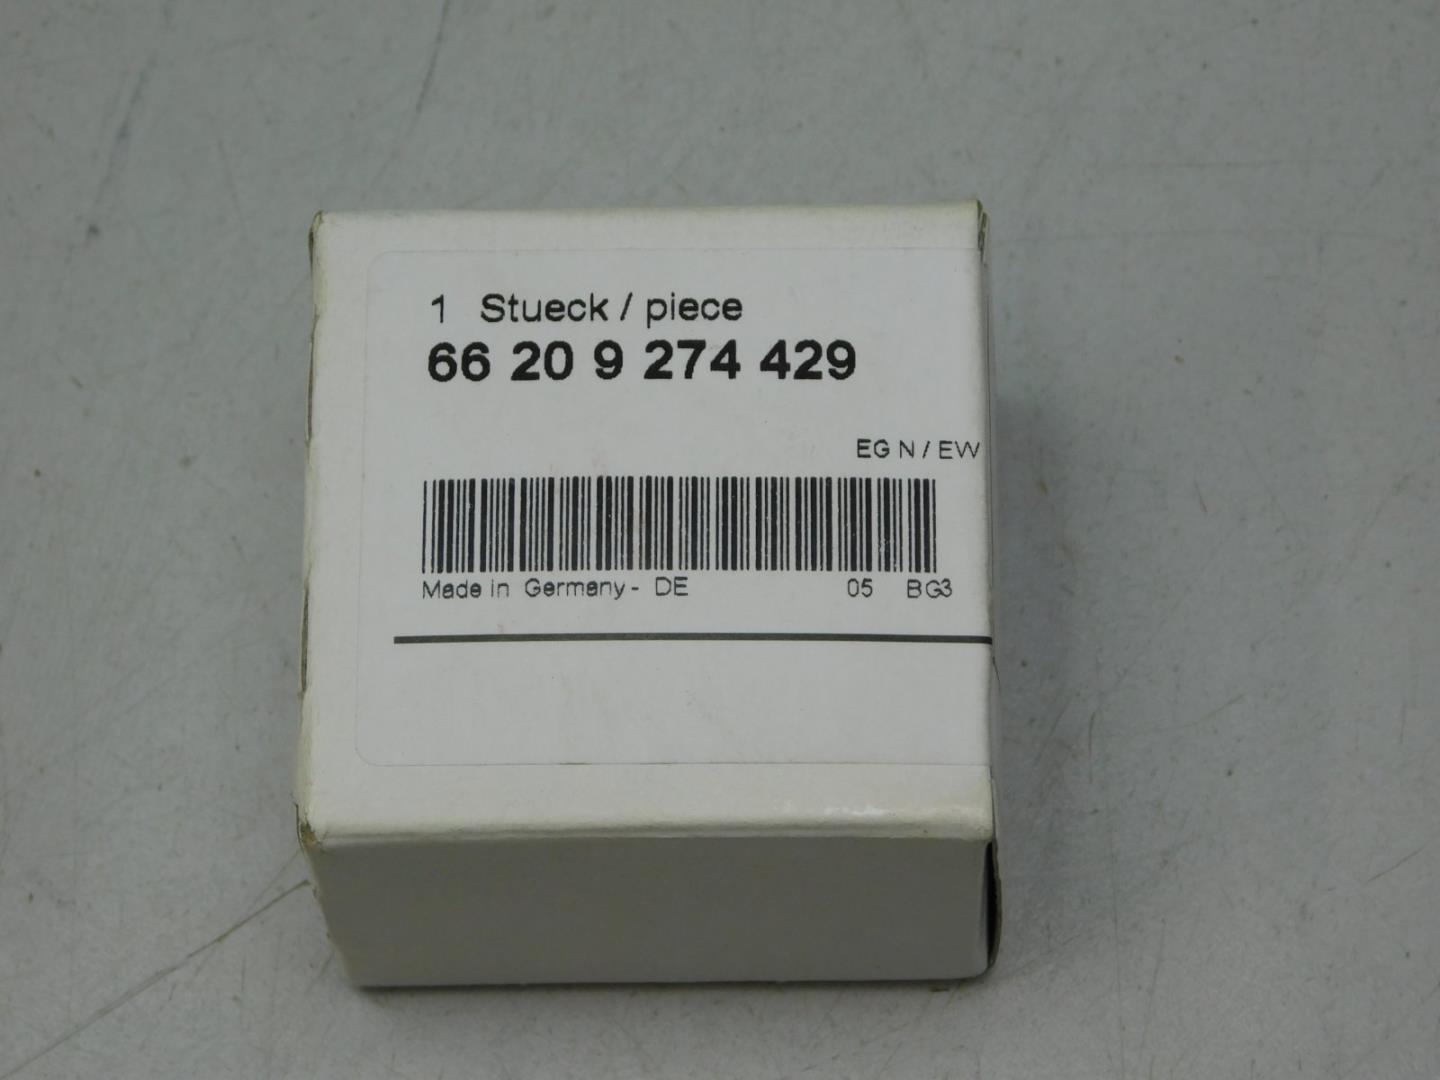 1 Stueck / piece
66 20 9 274 429
EG N / EW
Made in Germany - DE 05 BG3